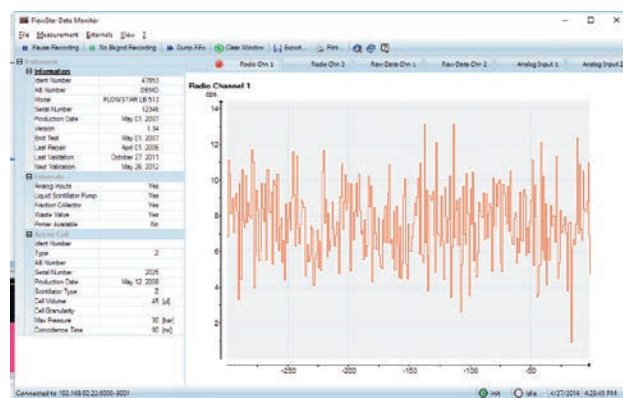 FlowStar Data Monitor
File Measurement Externals View ?
Pause Recording No Bkgnd Recording Dump FiFo Clear Window Export... Print...
Instrument
Radio Chn 1 Radio Chn 2 Raw Data Chn 1 Raw Data Chn 2 Analog Input 1 Analog Input 2
Information
Ident Number 47953
AB Number DEMO
Model FLOWSTAR LB 513
Serial Number 12346
Production Date May 01, 2007
Version 1.34
End Test May 01, 2007
Last Repair April 01, 2006
Last Validation October 27, 2011
Next Validation May 26, 2012
Externals
Analog Inputs Yes
Liquid Scintillator Pump Yes
Fraction Collector Yes
Waste Valve Yes
Printer Available No
Active Cell
Ident Number
Type 2
AB Number
Serial Number 2025
Production Date May 12, 2008
Scintillator Type 2
Cell Volume 45 [µl]
Cell Granularity
Max Pressure 30 [bar]
Coincidence Time 90 [ns]
Radio Channel 1
cps
14
12
10
8
6
4
2
-250 -200 -150 -100 -50
Connected to 192.168.92.22:8000-8001 Init Idle 4/27/2016 4:28:45 PM